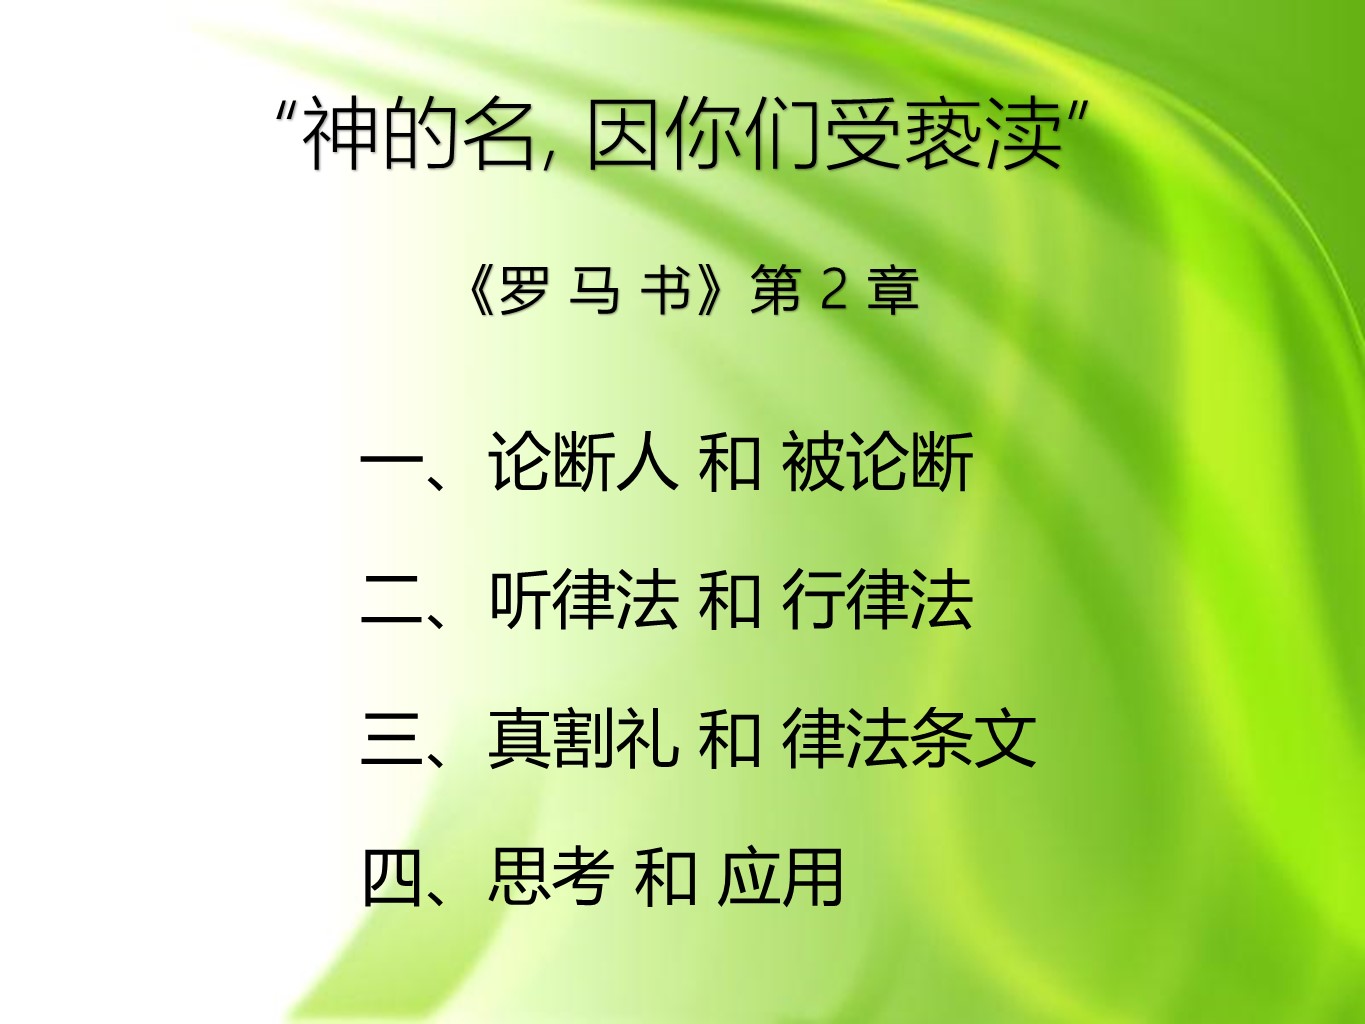 “神的名, 因你们受亵渎”
《罗 马 书》第 2 章
一、论断人 和 被论断
二、听律法 和 行律法
三、真割礼 和 律法条文
四、思考 和 应用